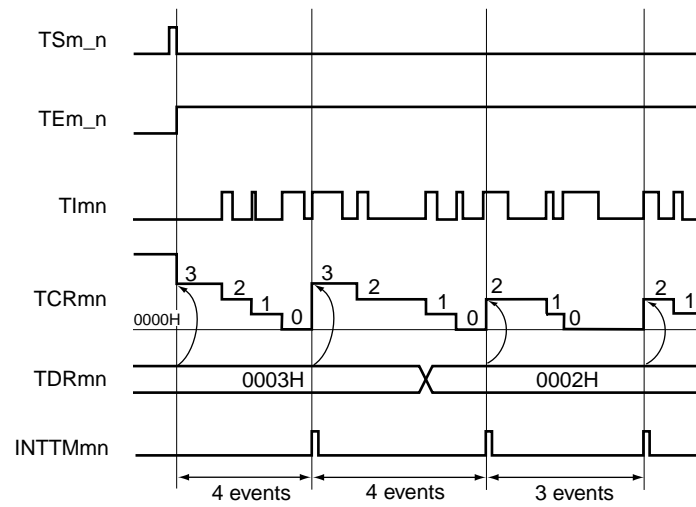 TSm_n
TEm_n
TImn
TCRmn
3 2 1 0 3 2 1 0 2 1 0 2 1
0000H
TDRmn
0003H 0002H
INTTMmn
4 events 4 events 3 events